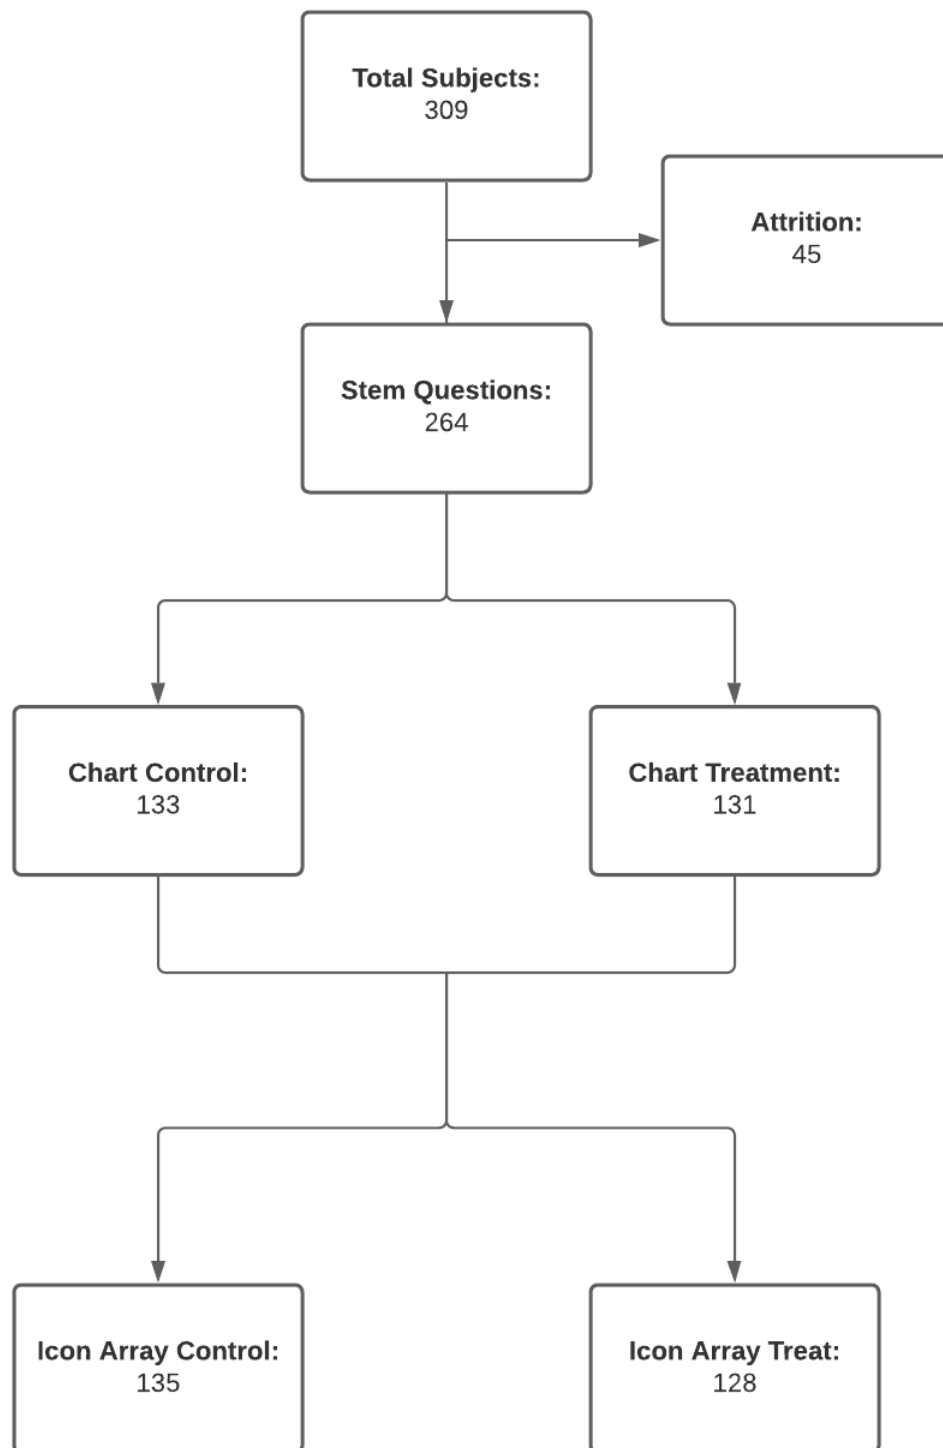 Total Subjects:
309
Attrition:
45
Stem Questions:
264
Chart Control:
133
Chart Treatment:
131
Icon Array Control:
135
Icon Array Treat:
128